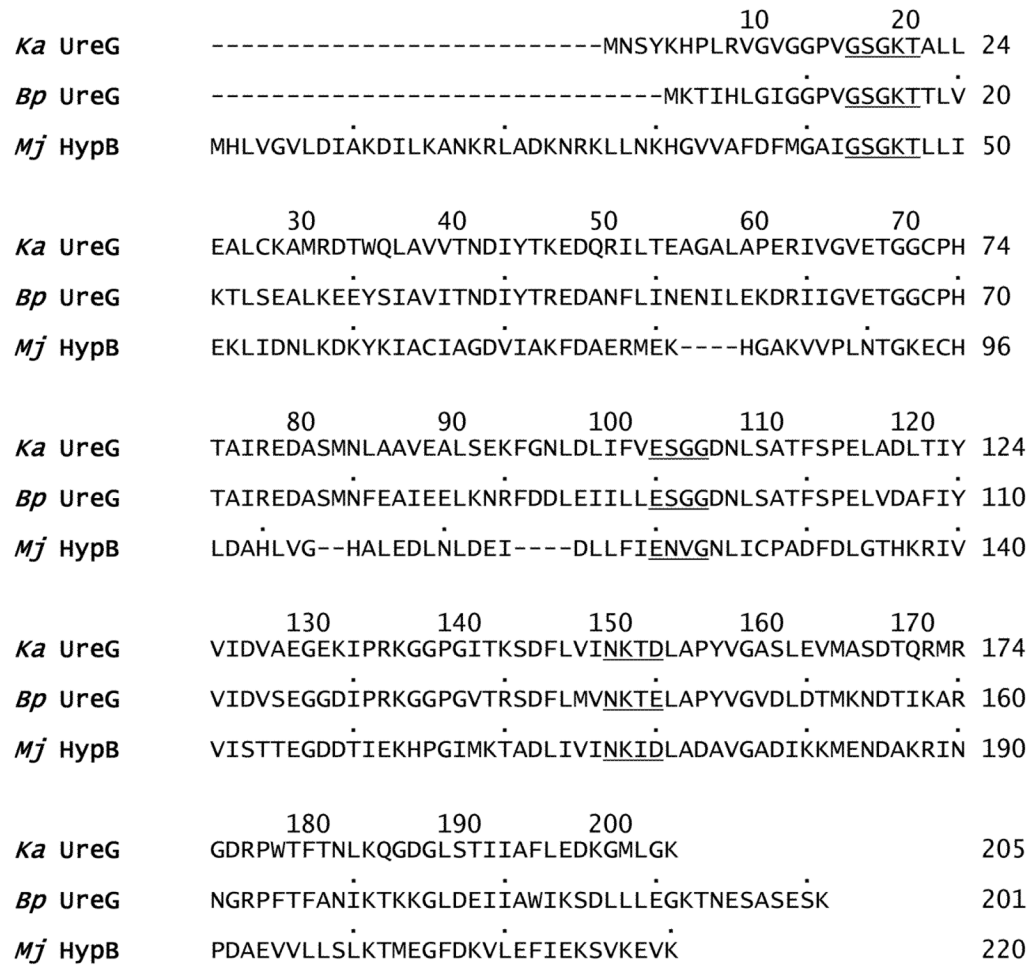 10 20
Ka UreG --------------------------MNSYKHPLRVGVGGPVGSGKTALL 24
Bp UreG ------------------------------MKTIHLGIGGPVGSGKTTLV 20
Mj HypB MHLVGVLDIAKDILKANKRLADKNRKLLNKHGVVAFDFMGAIGSGKTLLI 50
30 40 50 60 70
Ka UreG EALCKAMRDTWQLAVVTNDIYTKEDQRILTEAGALAPERIVGVETGGCPH 74
Bp UreG KTLSEALKEEYSIAVITNDIYTREDANFLINENILEKDRIIGVETGGCPH 70
Mj HypB EKLIDNLKDKYKIACIAGDVIAKFDAERMEK----HGAKVVPLNTGKECH 96
80 90 100 110 120
Ka UreG TAIREDASMNLAAVEALSEKFGNLDLIFVESGGDNLSATFSPELADLTIY 124
Bp UreG TAIREDASMNFEAIEELKNRFDDLEIILLESGGDNLSATFSPELVDAFIY 110
Mj HypB LDAHLVG--HALEDLNLDEI----DLLFIENVGNLICPADFDLGTHKRIV 140
130 140 150 160 170
Ka UreG VIDVAEGEKIPRKGGPGITKSDFLVINKTDLAPYVGASLEVMASDTQRMR 174
Bp UreG VIDVSEGGDIPRKGGPGVTRSDFLMVNKTELAPYVGVDLDTMKNDTIKAR 160
Mj HypB VISTTEGDDTIEKHPGIMKTADLIVINKIDLADAVGADIKKMENDAKRIN 190
180 190 200
Ka UreG GDRPWTFTNLKQGDGLSTIIAFLEDKGMLGK 205
Bp UreG NGRPFTFANIKTKKGLDEIIAWIKSDLLLEGKTNESASESK 201
Mj HypB PDAEVVLLSLKTMEGFDKVLEFIEKSVKEVK 220